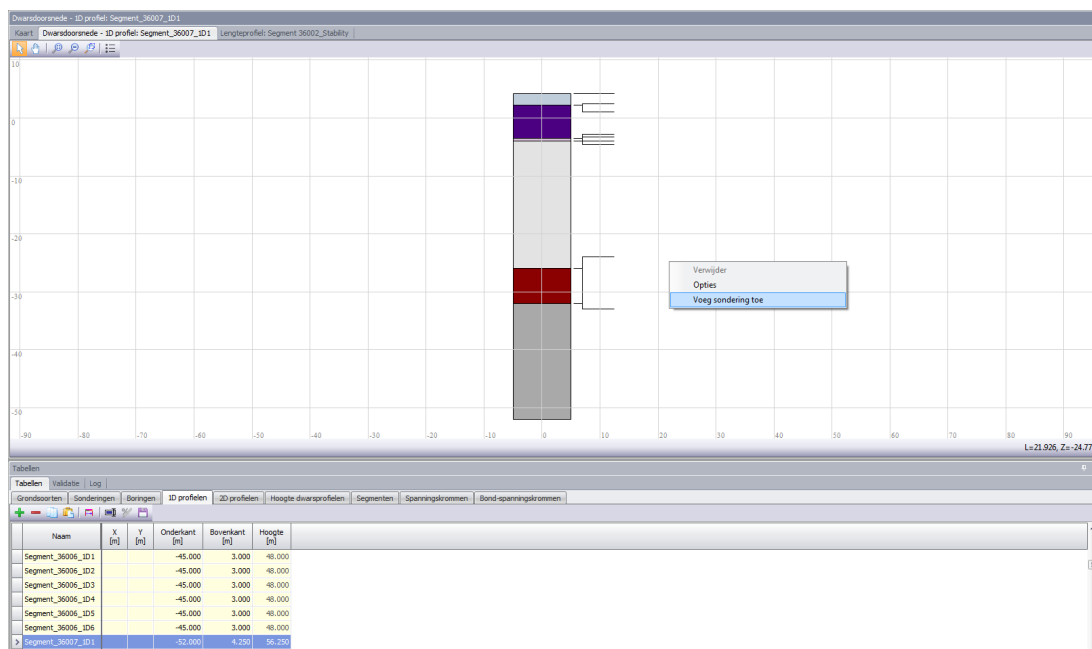 Dwarsdoorsnede - 1D profiel: Segment_36007_1D1
Kaart Dwarsdoorsnede - 1D profiel: Segment_36007_1D1 Lengteprofiel: Segment 36002_Stability
10
0
-10
-20
-30
-40
-50
-90 -80 -70 -60 -50 -40 -30 -20 -10 0 10 20 30 40 50 60 70 80 90
Verwijder
Opties
Voeg sondering toe
L=21.926, Z=-24.77
Tabellen
Tabellen Validatie Log
Grondsoorten Sonderingen Boringen 1D profielen 2D profielen Hoogte dwarsprofielen Segmenten Spanningskrommen Bond-spanningskrommen
Naam X [m] Y [m] Onderkant [m] Bovenkant [m] Hoogte [m]
Segment_36006_1D1 -45.000 3.000 48.000
Segment_36006_1D2 -45.000 3.000 48.000
Segment_36006_1D3 -45.000 3.000 48.000
Segment_36006_1D4 -45.000 3.000 48.000
Segment_36006_1D5 -45.000 3.000 48.000
Segment_36006_1D6 -45.000 3.000 48.000
Segment_36007_1D1 -52.000 4.250 56.250